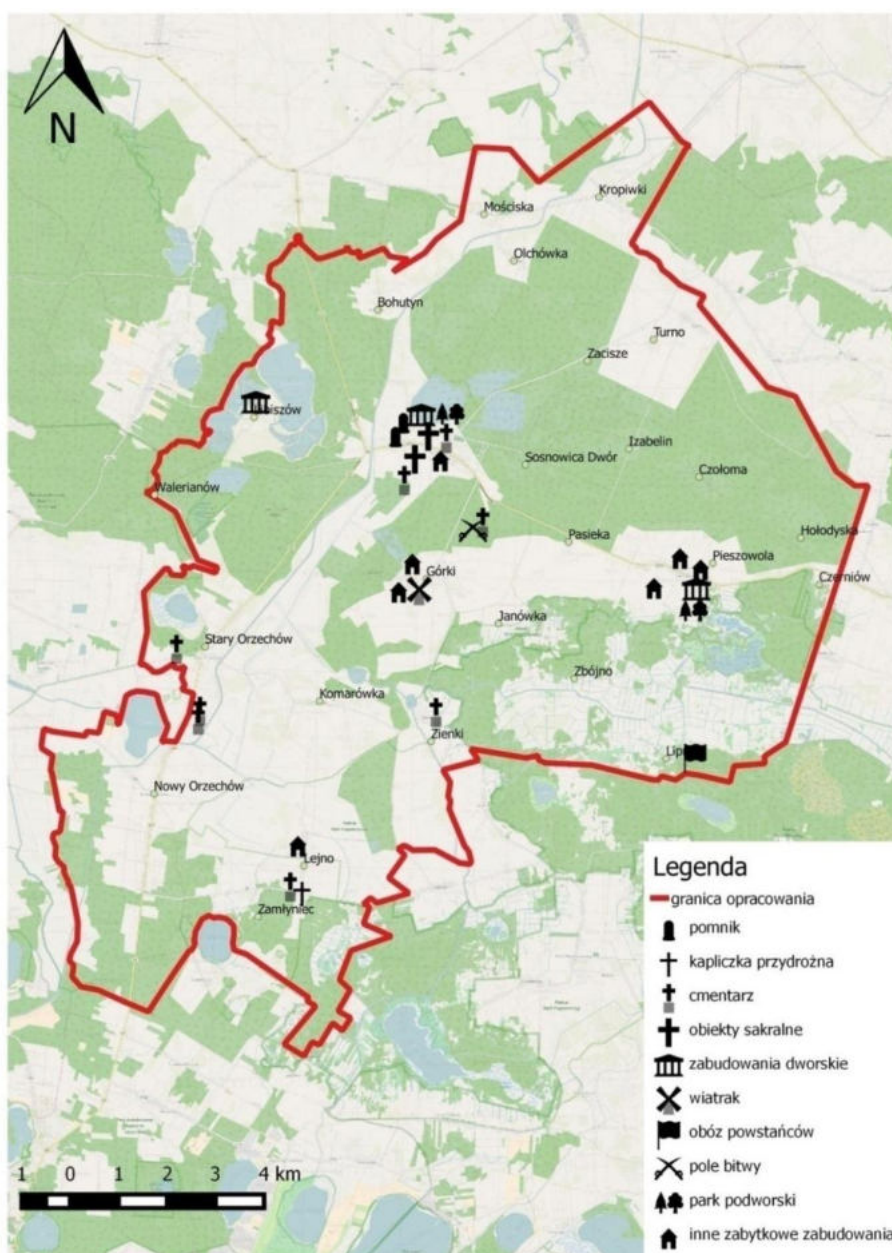 N
Kropiwki
Mościska
Olchówka
Bohutyn
Turno
Zacisze
Izabelin
Sosnowica Dwór
Czołoma
Walerianów
Pasieka
Hołodyska
Pieszowola
Górki
Czerniów
Janówka
Stary Orzechów
Zbójno
Komarówka
Zienki
Nowy Orzechów
Lejno
Zamłyniec
Legenda
granica opracowania
pomnik
kapliczka przydrożna
cmentarz
obiekty sakralne
zabudowania dworskie
wiatrak
obóz powstańców
pole bitwy
park podworski
inne zabytkowe zabudowania
1 0 1 2 3 4 km